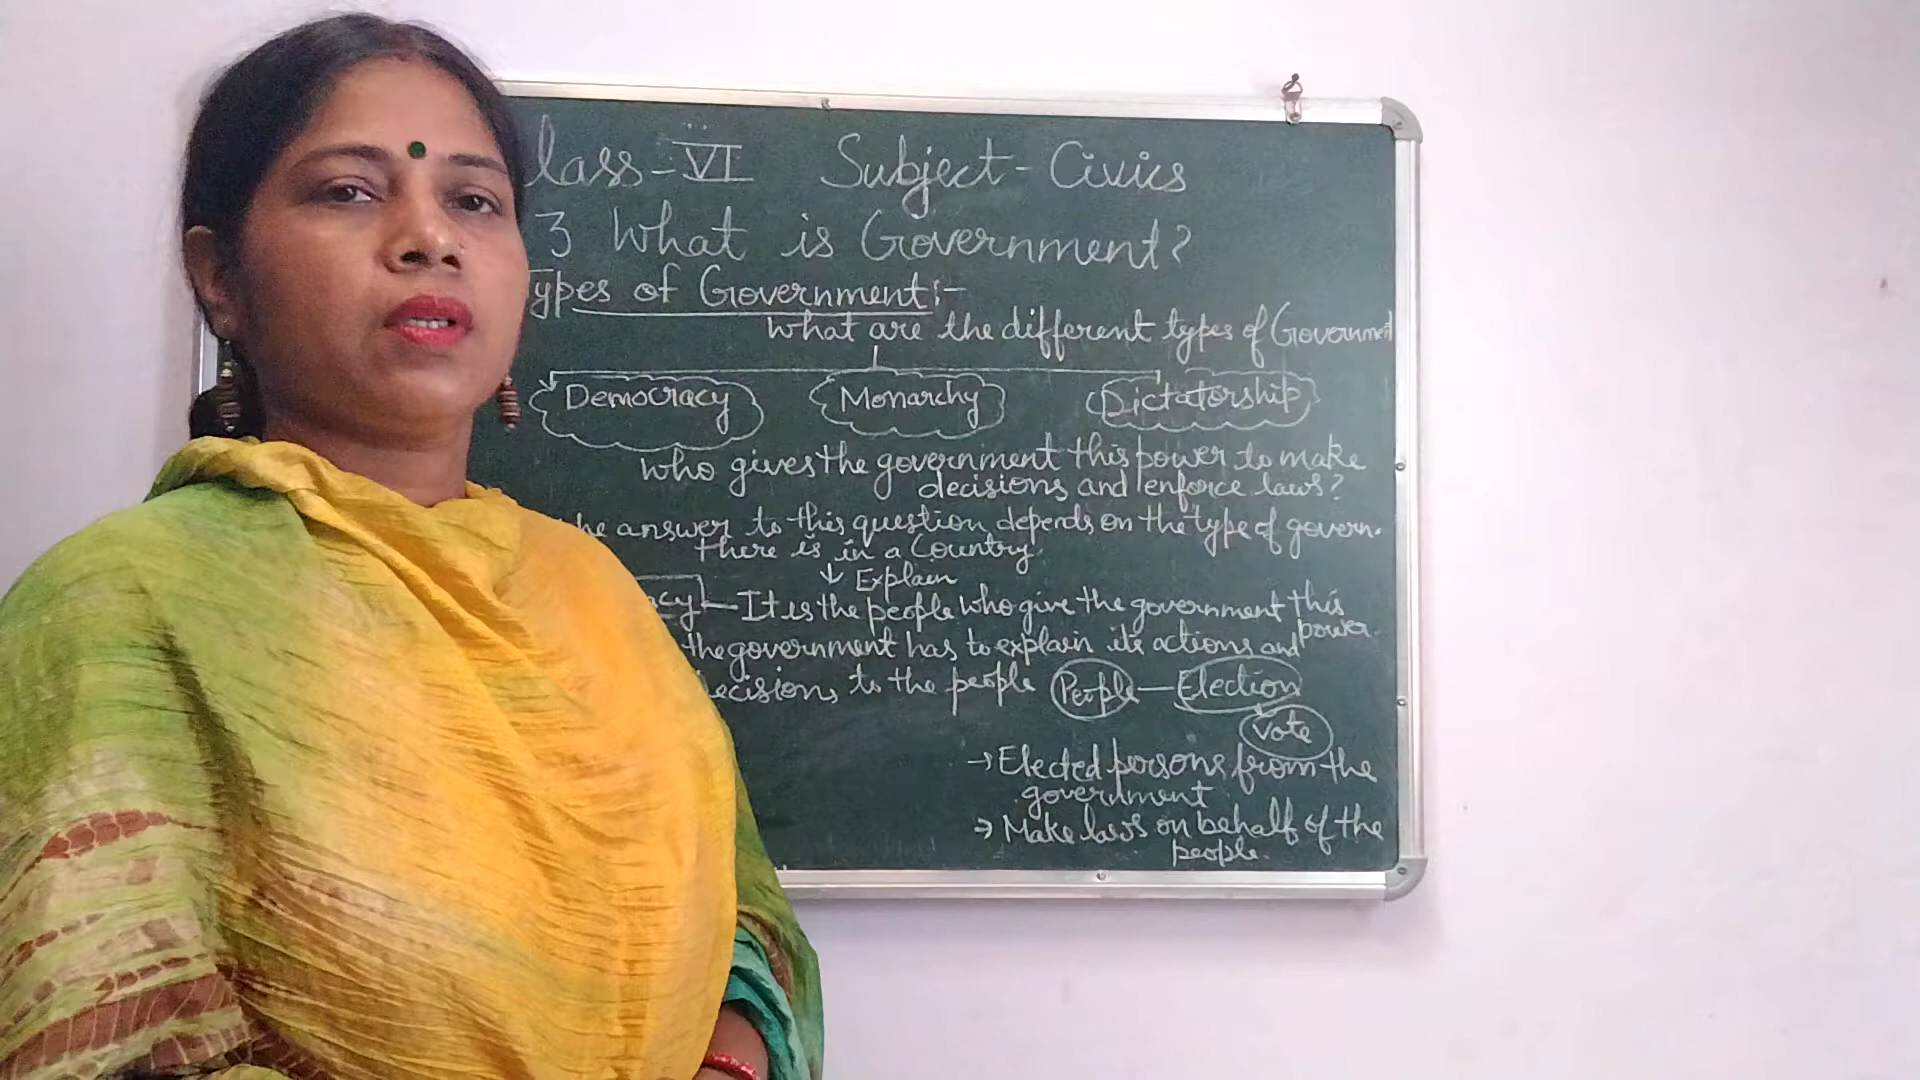 lass-VI Subject-Civics
3 What is Government?
Types of Government:-
What are the different types of Government
Democracy Monarchy Dictatorship
who gives the government this power to make
decisions and enforce laws?
he answer to this question depends on the type of govern.
there is in a Country.
↓ Explain
acy — It is the people who give the government this
power.
the government has to explain its actions and
ecisions to the people People — Election
Vote
→ Elected persons from the
government
→ Make laws on behalf of the
people.